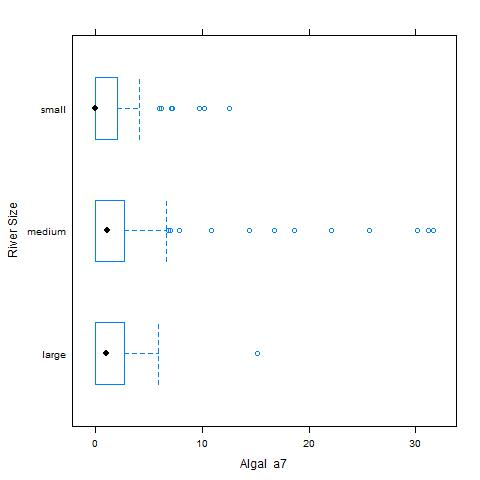 small
medium
large
River Size
0 10 20 30
Algal a7